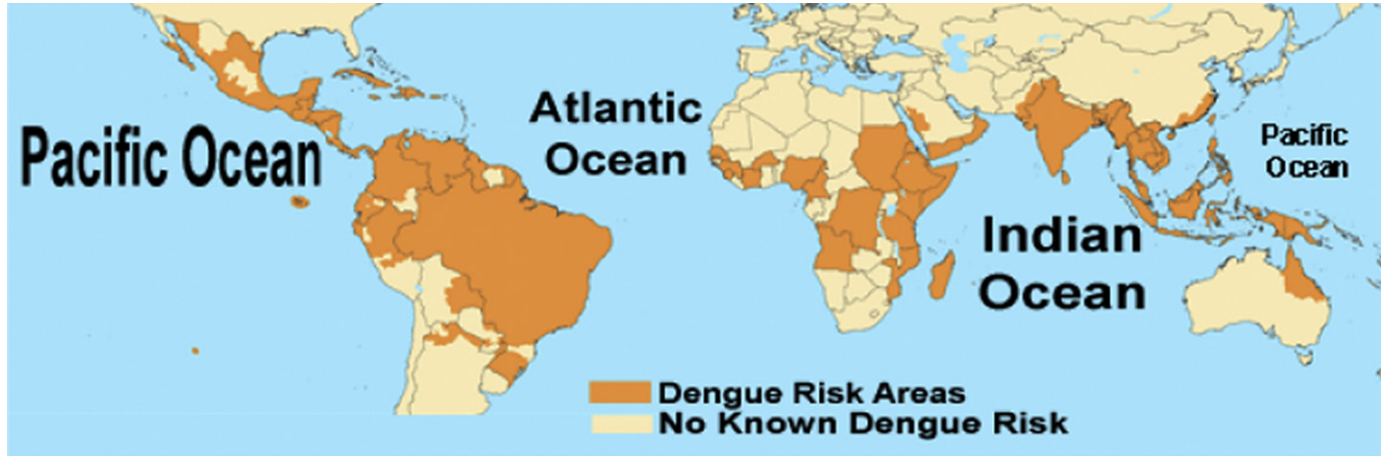 Pacific Ocean
Atlantic
Ocean
Pacific
Ocean
Indian
Ocean
Dengue Risk Areas
No Known Dengue Risk